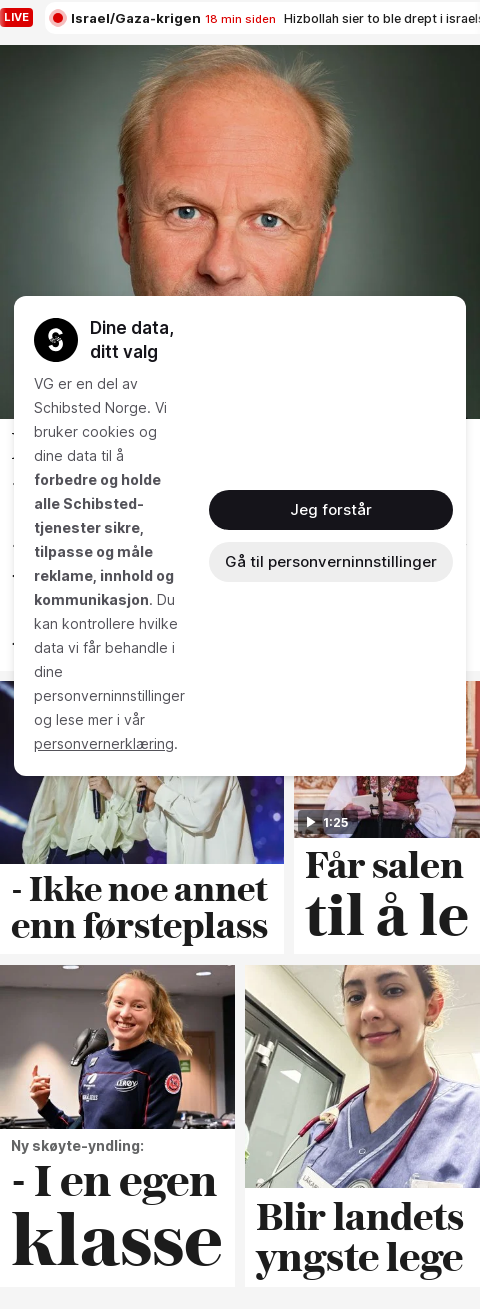 LIVE Israel/Gaza-krigen 18 min siden Hizbollah sier to ble drept i
Dine data,
ditt valg
VG er en del av
Schibsted Norge. Vi
bruker cookies og
dine data til å
forbedre og holde
alle Schibsted-
tjenester sikre,
tilpasse og måle
reklame, innhold og
kommunikasjon. Du
kan kontrollere hvilke
data vi får behandle i
dine
personverninnstillinger
og lese mer i vår
personvernerklæring.
Jeg forstår
Gå til personverninnstillinger
1:25
- Ikke noe annet
enn førsteplass
Får salen
til å le
LERØY
Ny skøyte-yndling:
- I en egen
klasse
Blir landets
yngste lege